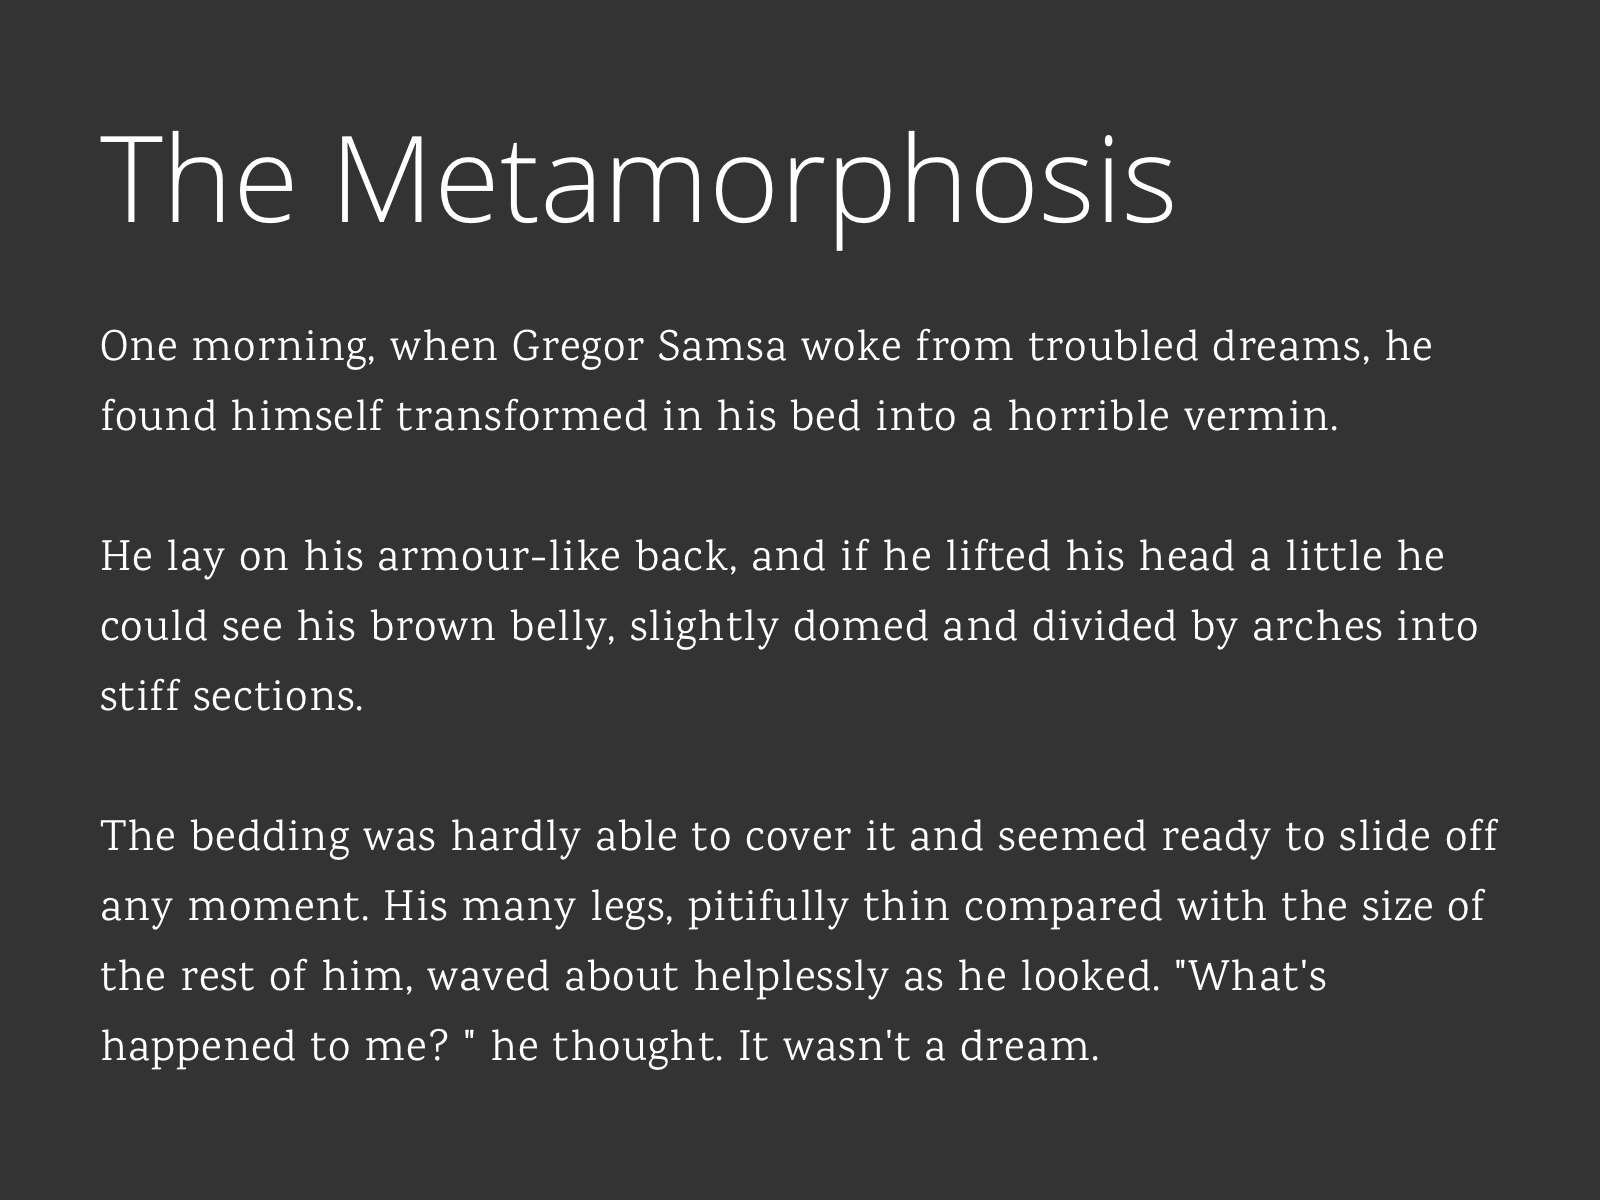 The Metamorphosis
One morning, when Gregor Samsa woke from troubled dreams, he
found himself transformed in his bed into a horrible vermin.
He lay on his armour-like back, and if he lifted his head a little he
could see his brown belly, slightly domed and divided by arches into
stiff sections.
The bedding was hardly able to cover it and seemed ready to slide off
any moment. His many legs, pitifully thin compared with the size of
the rest of him, waved about helplessly as he looked. "What's
happened to me? " he thought. It wasn't a dream.